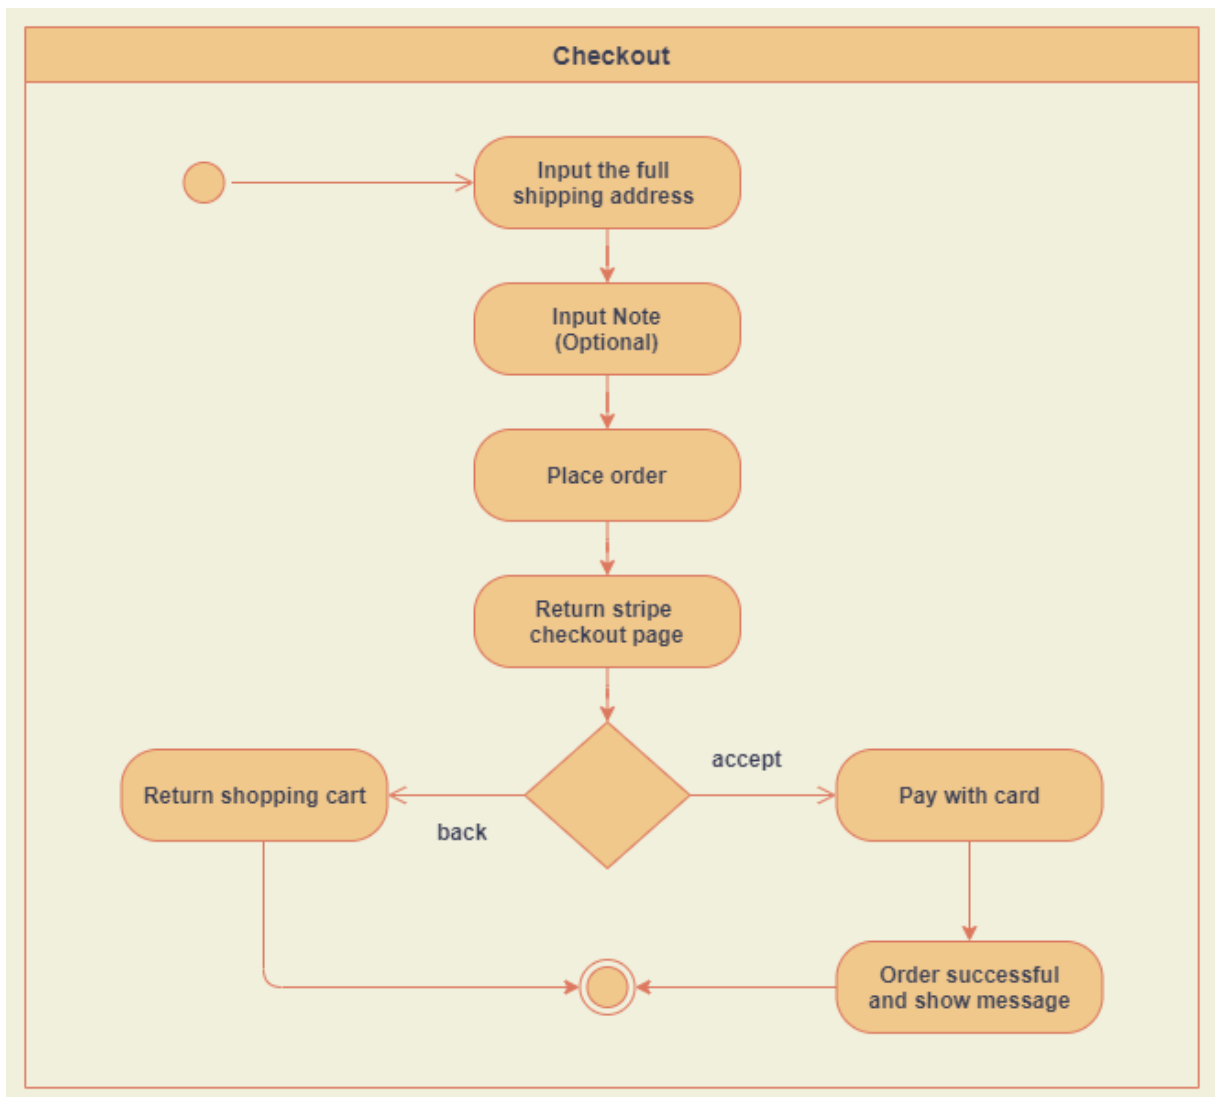 Checkout
Input the full
shipping address
Input Note
(Optional)
Place order
Return stripe
checkout page
accept
Return shopping cart
Pay with card
back
Order successful
and show message